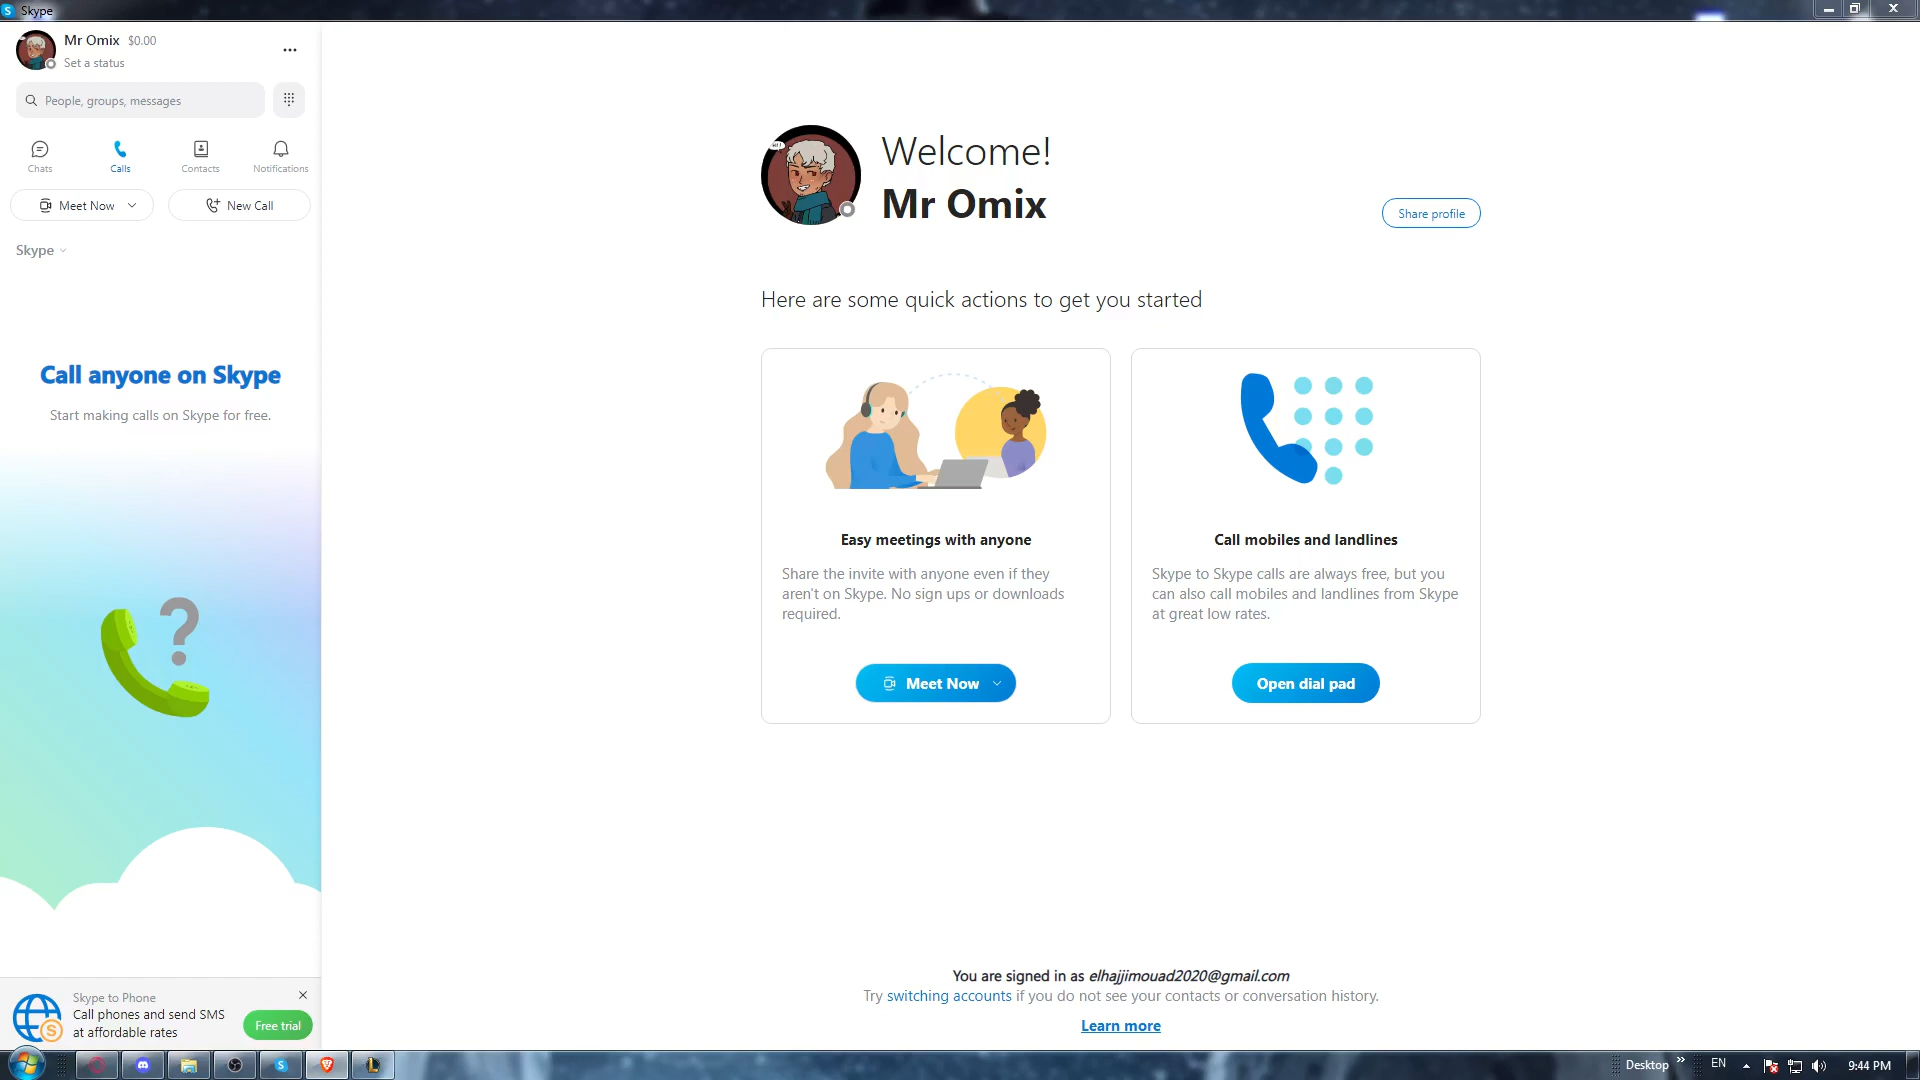 Skype
Mr Omix $0.00
Set a status
People, groups, messages
Chats
Calls
Contacts
Notifications
Meet Now
New Call
Skype
Call anyone on Skype
Start making calls on Skype for free.
Skype to Phone
Call phones and send SMS
at affordable rates
Free trial
Welcome!
Mr Omix
Share profile
Here are some quick actions to get you started
Easy meetings with anyone
Share the invite with anyone even if they
aren't on Skype. No sign ups or downloads
required.
Meet Now
Call mobiles and landlines
Skype to Skype calls are always free, but you
can also call mobiles and landlines from Skype
at great low rates.
Open dial pad
You are signed in as elhajjimouad2020@gmail.com
Try switching accounts if you do not see your contacts or conversation history.
Learn more
Desktop
EN
9:44 PM